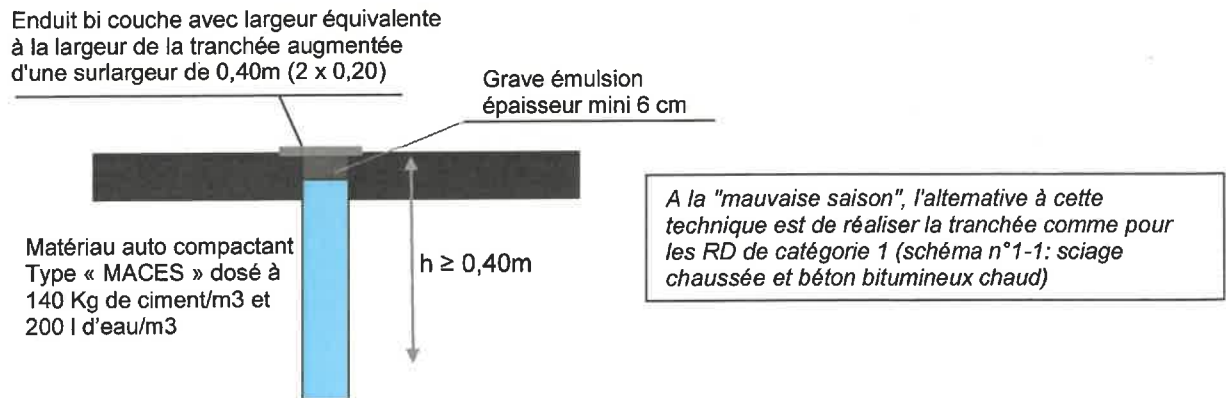 Enduit bi couche avec largeur équivalente
à la largeur de la tranchée augmentée
d'une surlargeur de 0,40m (2 x 0,20)
Grave émulsion
épaisseur mini 6 cm
A la "mauvaise saison", l'alternative à cette
technique est de réaliser la tranchée comme pour
les RD de catégorie 1 (schéma n°1-1: sciage
chaussée et béton bitumineux chaud)
Matériau auto compactant
Type « MACES » dosé à
140 Kg de ciment/m3 et
200 l d'eau/m3
h ≥ 0,40m